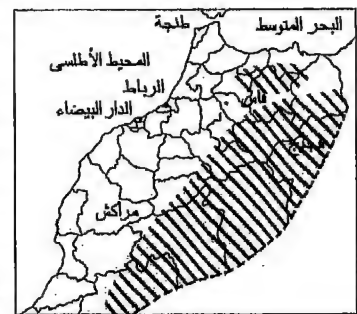 البحر المتوسط
طنجة
المحيط الأطلسي
الرباط
الدار البيضاء
فاس
مراكش